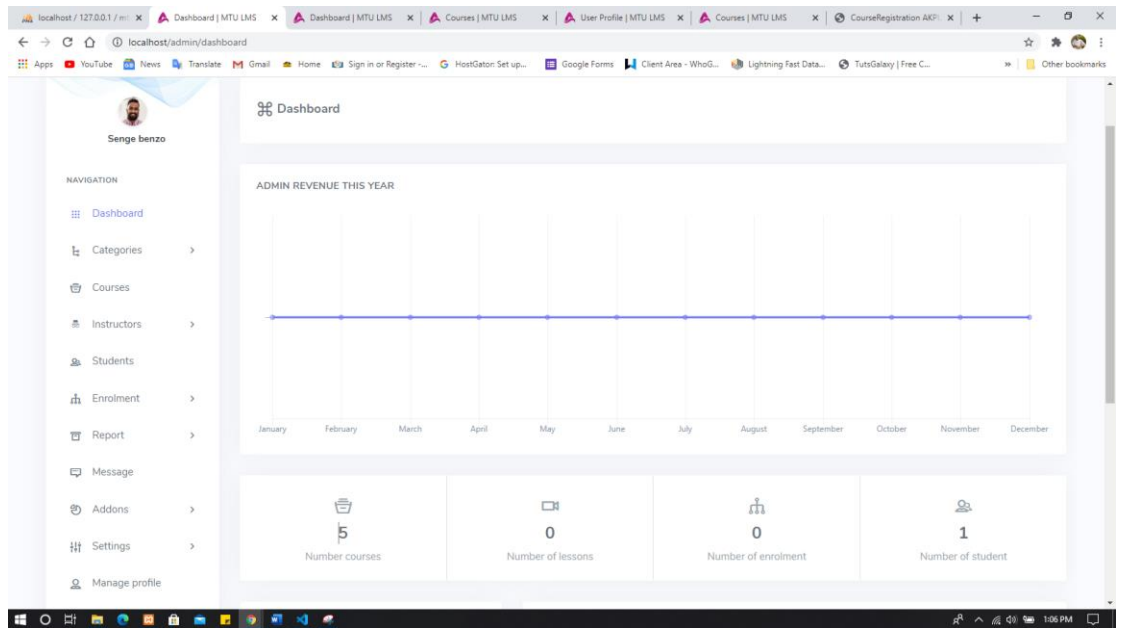 localhost / 127.0.0.1 / m
Dashboard | MTU LMS
Dashboard | MTU LMS
Courses | MTU LMS
User Profile | MTU LMS
Courses | MTU LMS
CourseRegistration AKP
localhost/admin/dashboard
Apps
YouTube
News
Translate
Gmail
Home
Sign in or Register -...
HostGator: Set up...
Google Forms
Client Area - WhoG...
Lightning Fast Data...
TutsGalaxy | Free C...
Other bookmarks
Senge benzo
NAVIGATION
Dashboard
Categories
Courses
Instructors
Students
Enrolment
Report
Message
Addons
Settings
Manage profile
Dashboard
ADMIN REVENUE THIS YEAR
January February March April May June July August September October November December
5
Number courses
0
Number of lessons
0
Number of enrolment
1
Number of student
1:06 PM